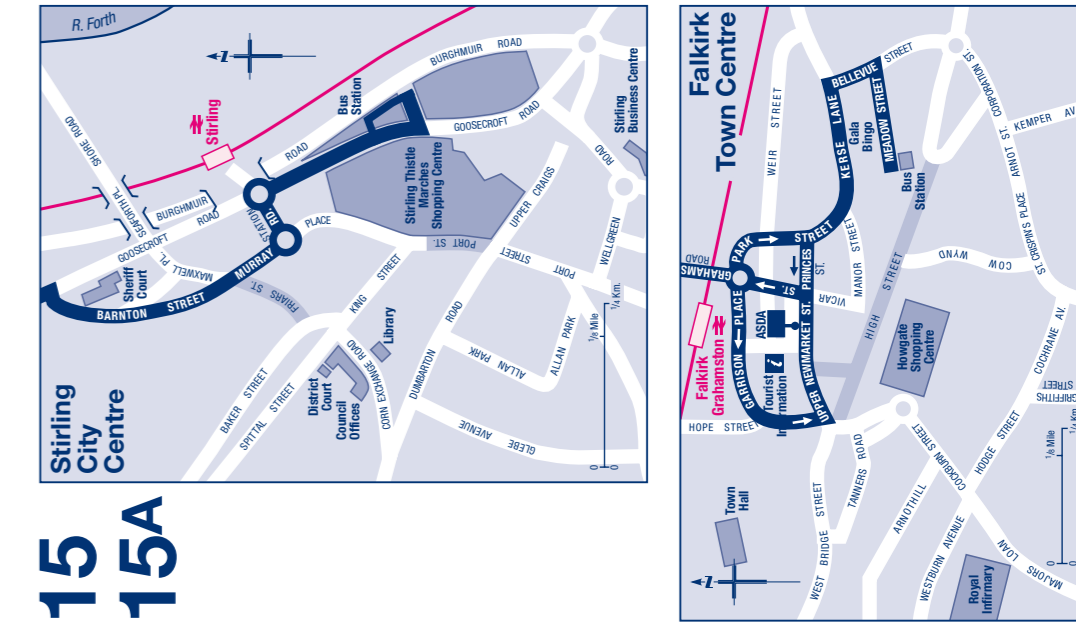 15
15A
Stirling
City
Centre
R. Forth
SHORE ROAD
SEAFORTH PL.
BURGHMUIR
ROAD
BURGHMUIR ROAD
GOOSECROFT
ROAD
GOOSECROFT ROAD
Stirling
Bus
Station
STATION
RD.
MURRAY
PLACE
MAXWELL PL.
Sheriff
Court
BARNTON STREET
FRIARS ST.
Stirling Thistle
Marches
Shopping Centre
PORT ST.
UPPER CRAIGS
Stirling
Business Centre
ROAD
WELLGREEN
PORT STREET
KING STREET
BAKER STREET
SPITTAL STREET
CORN EXCHANGE ROAD
Library
District
Court
Council
Offices
DUMBARTON ROAD
ALLAN PARK
ALLAN PARK
GLEBE AVENUE
0
1/8 Mile
0
1/4 Km.
Falkirk
Town Centre
Falkirk
Grahamston
GRAHAMS
ROAD
WEIR STREET
PARK
STREET
KERSE LANE
BELLEVUE
STREET
MEADOW STREET
Gala
Bingo
Bus
Station
PRINCES
ST.
VICAR
ST.
MANOR STREET
GARRISON PLACE
ASDA
Tourist
Information
i
UPPER NEWMARKET ST.
HOPE STREET
HIGH STREET
COW WYND
Howgate
Shopping
Centre
CORPORATION ST.
KEMPER AV
ARNOT ST.
ST. CRISPIN'S PLACE
COCHRANE AV.
GRIFFITHS
STREET
HODGE STREET
COCKBURN STREET
TANNERS ROAD
WEST BRIDGE STREET
ARNOTHILL
WESTBURN AVENUE
MAJORS LOAN
Town
Hall
Royal
Infirmary
0
1/8 Mile
0
1/4 Km.